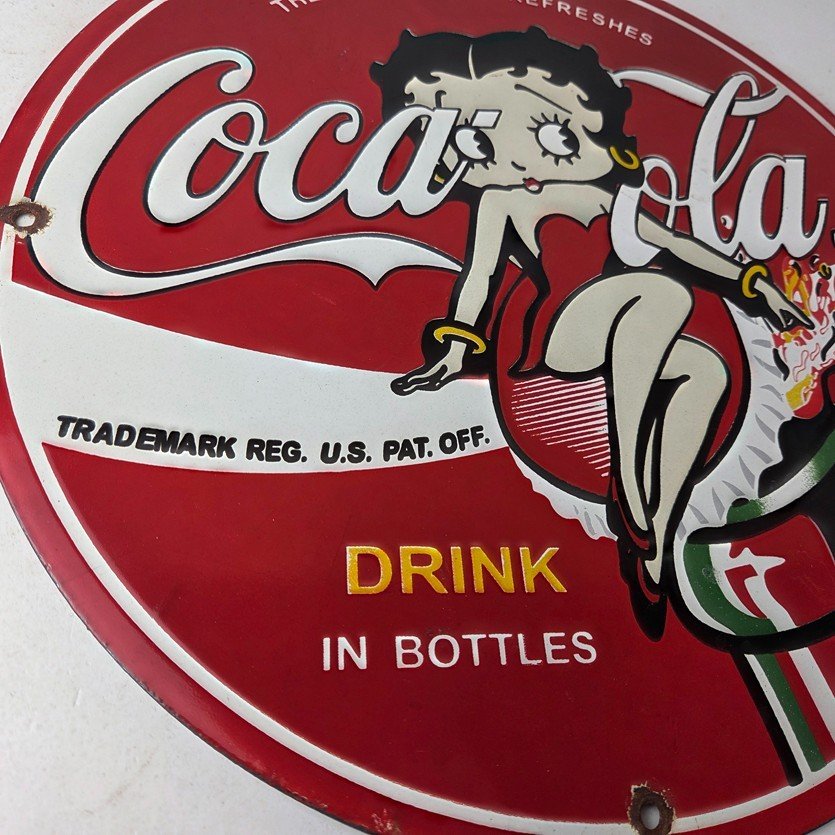 REFRESHES
Coca-Cola
TRADEMARK REG. U.S. PAT. OFF.
DRINK
IN BOTTLES